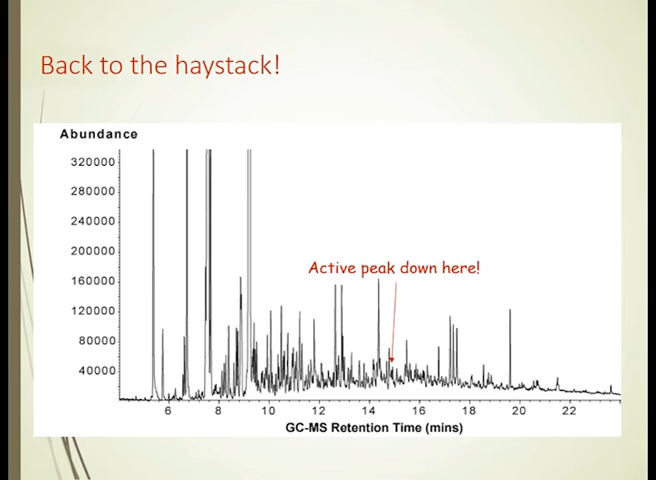 Back to the haystack!
Abundance
320000
280000
240000
200000
160000
120000
80000
40000
Active peak down here!
6 8 10 12 14 16 18 20 22
GC-MS Retention Time (mins)